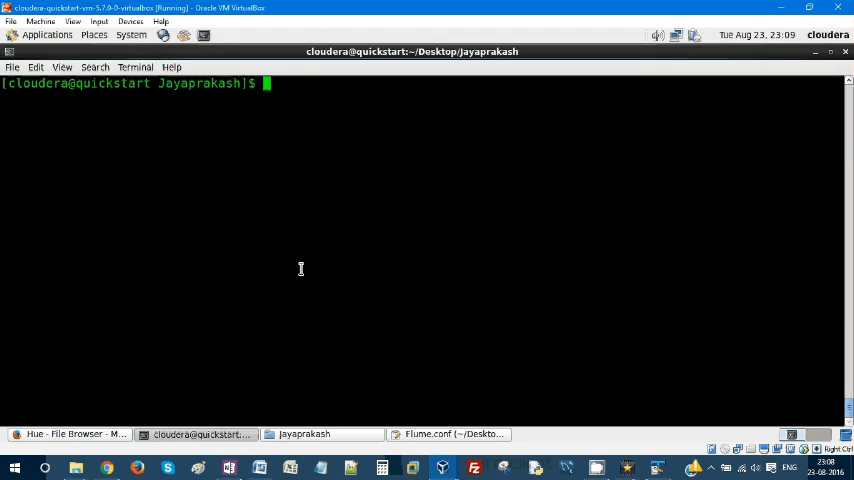 cloudera-quickstart-vm-5.7.0-0-virtualbox [Running] - Oracle VM VirtualBox
File Machine View Input Devices Help
Applications Places System Tue Aug 23, 23:09 cloudera
cloudera@quickstart:~/Desktop/Jayaprakash
File Edit View Search Terminal Help
[cloudera@quickstart Jayaprakash]$
Hue - File Browser - M... cloudera@quickstart:... Jayaprakash Flume.conf (~/Deskto...
Right Ctrl
ENG 23:08
23-08-2016